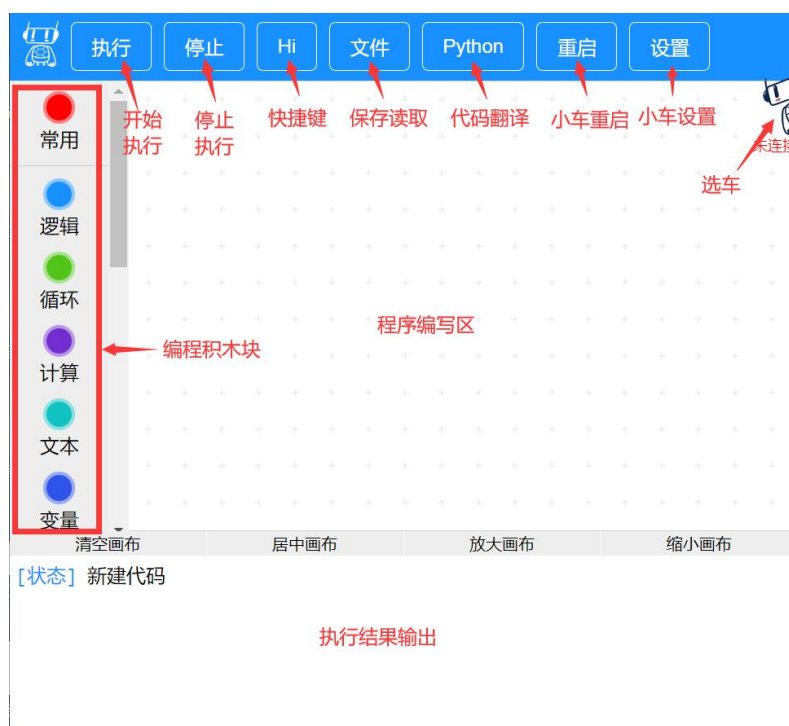 执行 停止 Hi 文件 Python 重启 设置
常用
开始
执行
停止
执行
快捷键
保存读取
代码翻译
小车重启
小车设置
未连接
选车
逻辑
循环
程序编写区
编程积木块
计算
文本
变量
清空画布 居中画布 放大画布 缩小画布
[状态] 新建代码
执行结果输出